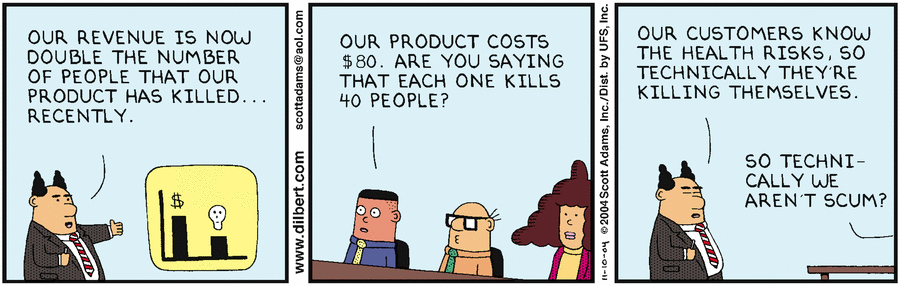 OUR REVENUE IS NOW
DOUBLE THE NUMBER
OF PEOPLE THAT OUR
PRODUCT HAS KILLED...
RECENTLY.
$
www.dilbert.com scottadams@aol.com
OUR PRODUCT COSTS
$80. ARE YOU SAYING
THAT EACH ONE KILLS
40 PEOPLE?
11-10-04 © 2004 Scott Adams, Inc./Dist. by UFS, Inc.
OUR CUSTOMERS KNOW
THE HEALTH RISKS, SO
TECHNICALLY THEY'RE
KILLING THEMSELVES.
SO TECHNI-
CALLY WE
AREN'T SCUM?